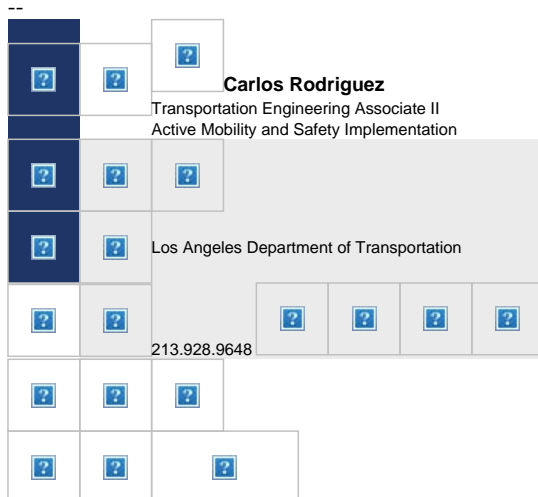 --
Carlos Rodriguez
Transportation Engineering Associate II
Active Mobility and Safety Implementation
Los Angeles Department of Transportation
213.928.9648